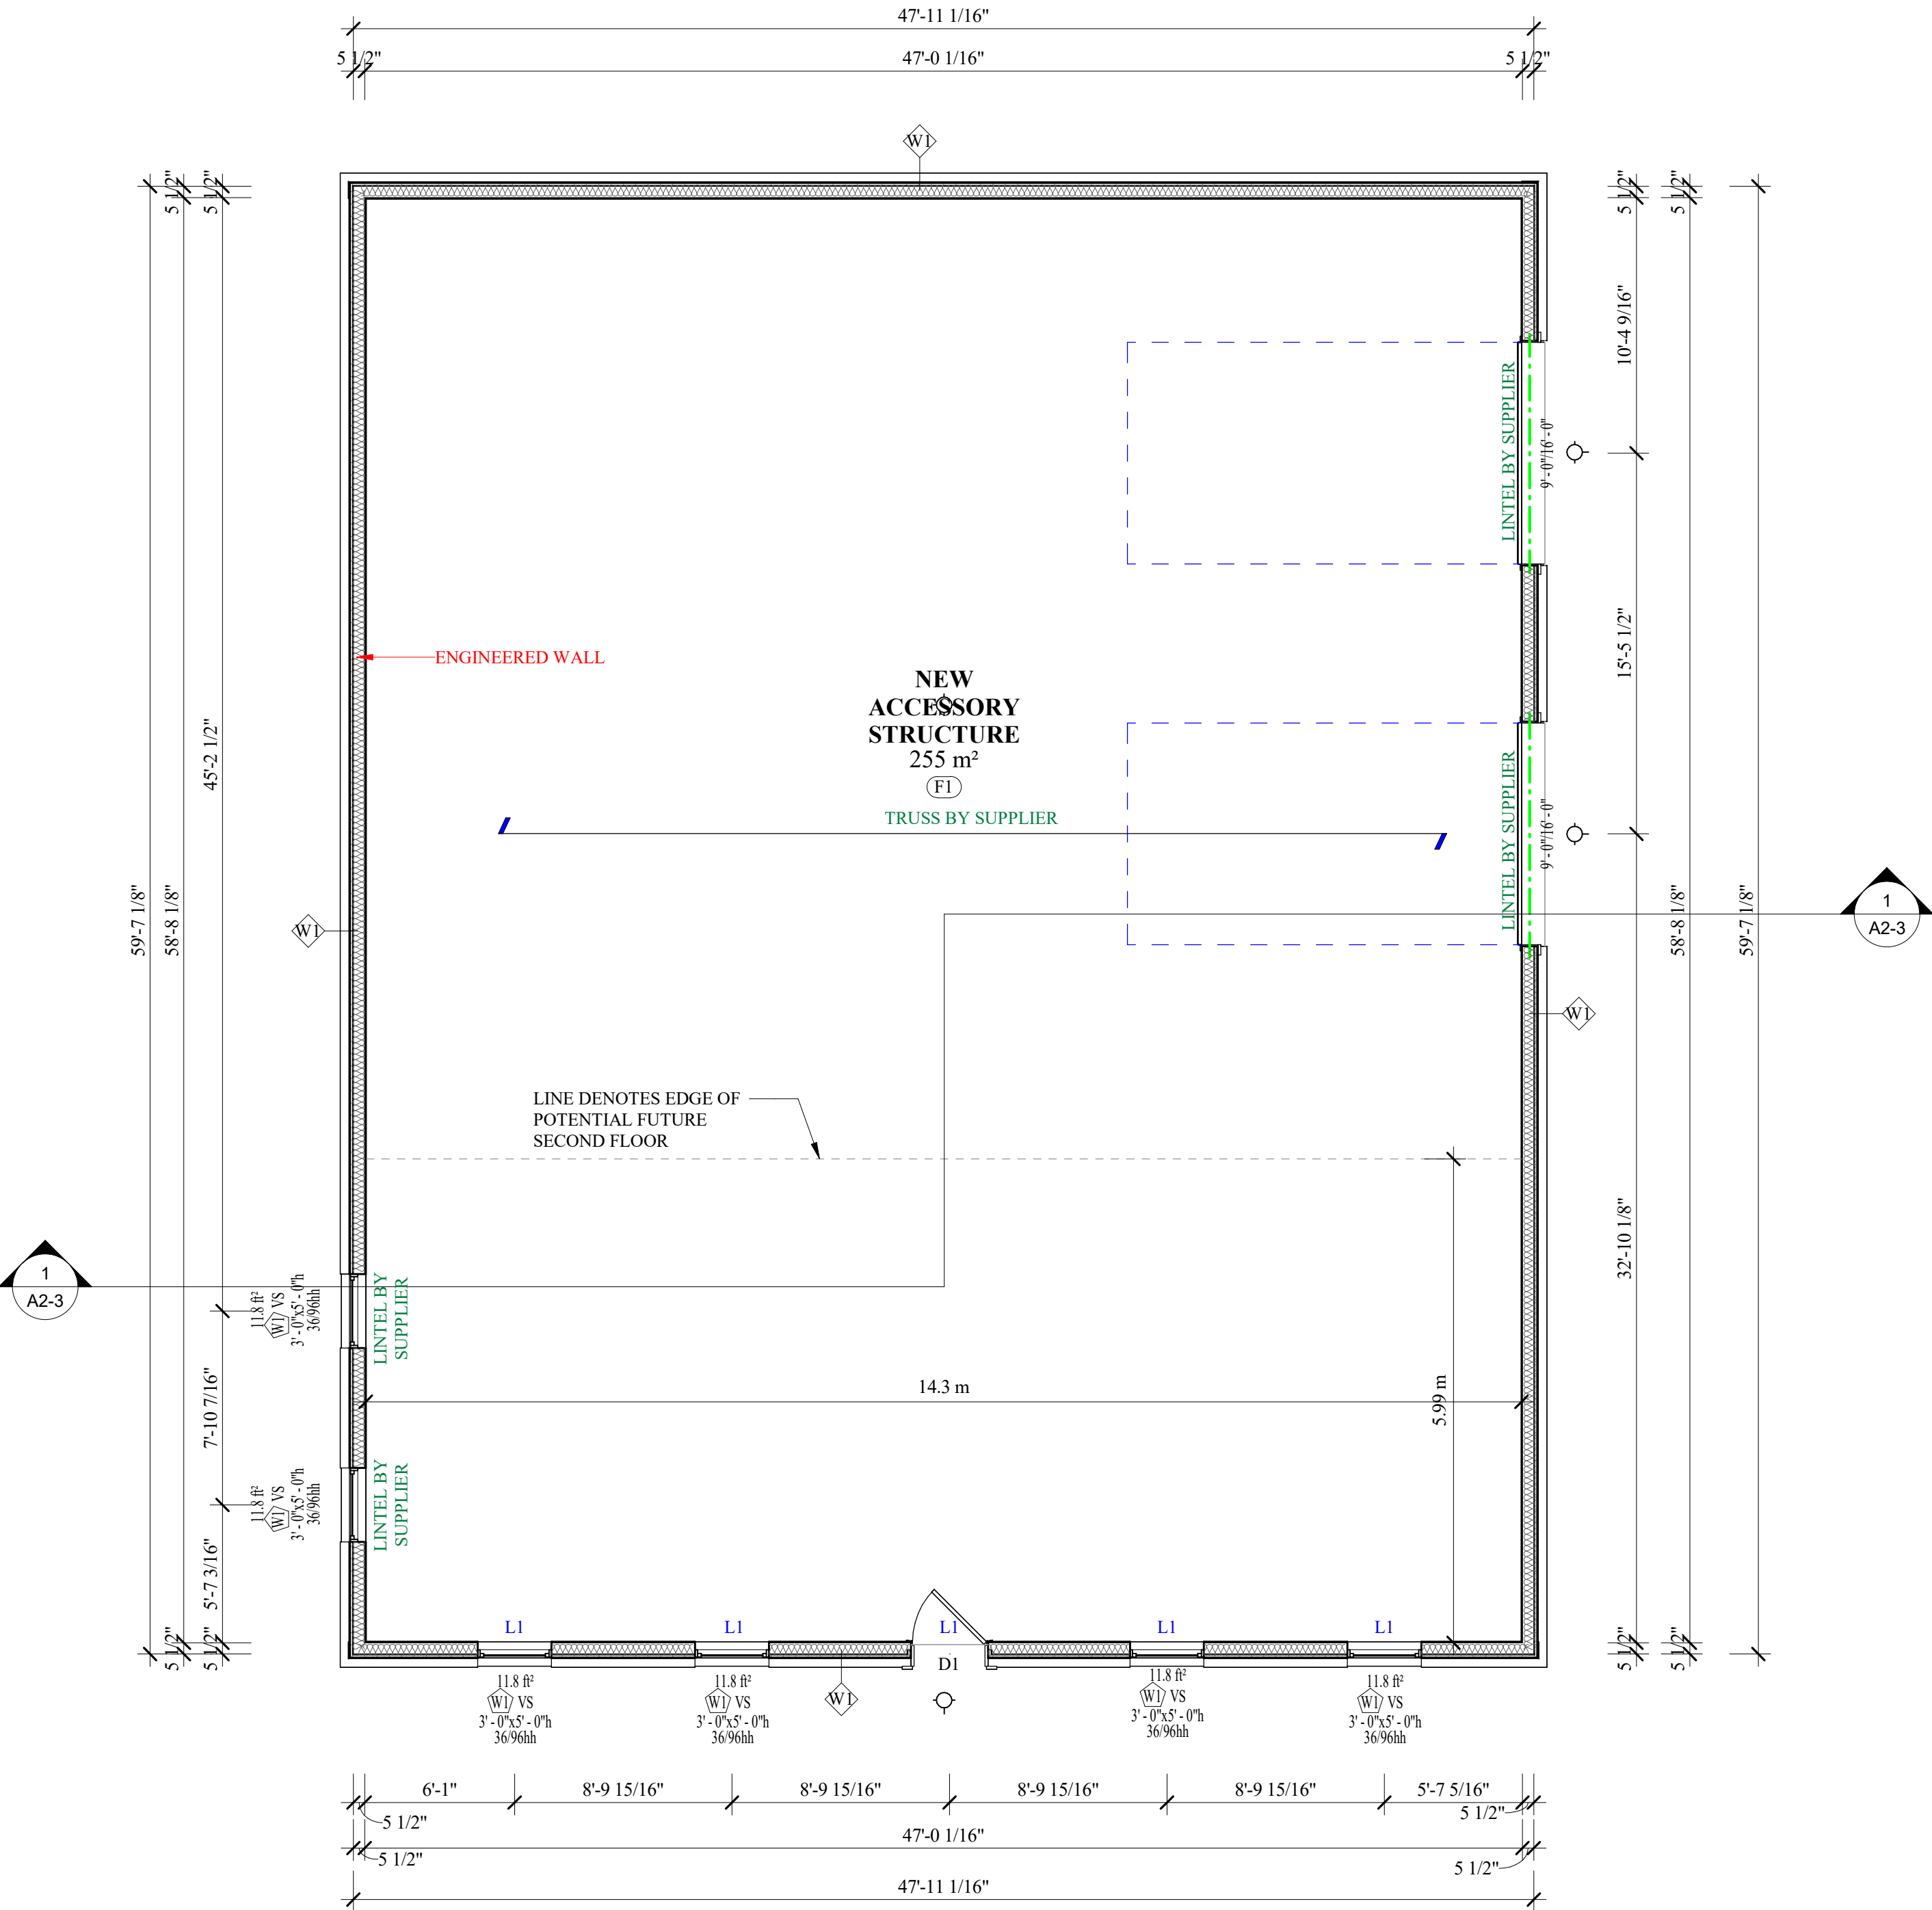 47'-11 1/16"
5 1/2"
47'-0 1/16"
5 1/2"
W1
5 1/2"
5 1/2"
5 1/2"
5 1/2"
10'-4 9/16"
LINTEL BY SUPPLIER
9' - 0"/16' - 0"
ENGINEERED WALL
15'-5 1/2"
NEW
ACCESSORY
STRUCTURE
255 m²
F1
TRUSS BY SUPPLIER
45'-2 1/2"
LINTEL BY SUPPLIER
9' - 0"/16' - 0"
59'-7 1/8"
58'-8 1/8"
W1
58'-8 1/8"
59'-7 1/8"
1
A2-3
W1
LINE DENOTES EDGE OF
POTENTIAL FUTURE
SECOND FLOOR
32'-10 1/8"
1
A2-3
11.8 ft²
W1 VS
3' - 0"x5' - 0"h
36/96hh
LINTEL BY
SUPPLIER
7'-10 7/16"
14.3 m
5.99 m
11.8 ft²
W1 VS
3' - 0"x5' - 0"h
36/96hh
LINTEL BY
SUPPLIER
5'-7 3/16"
5 1/2"
5 1/2"
L1
L1
L1
L1
L1
5 1/2"
5 1/2"
D1
11.8 ft²
W1 VS
3' - 0"x5' - 0"h
36/96hh
11.8 ft²
W1 VS
3' - 0"x5' - 0"h
36/96hh
W1
11.8 ft²
W1 VS
3' - 0"x5' - 0"h
36/96hh
11.8 ft²
W1 VS
3' - 0"x5' - 0"h
36/96hh
6'-1"
8'-9 15/16"
8'-9 15/16"
8'-9 15/16"
8'-9 15/16"
5'-7 5/16"
5 1/2"
5 1/2"
47'-0 1/16"
5 1/2"
5 1/2"
47'-11 1/16"